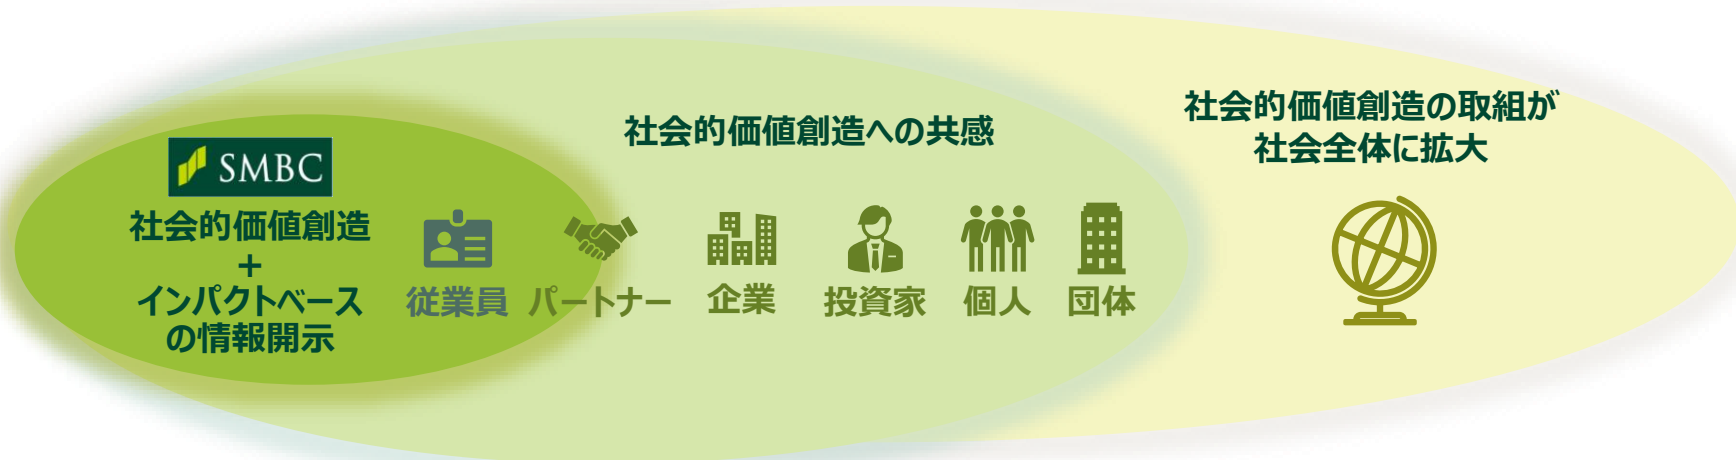 SMBC
社会的価値創造
+
インパクトベース
の情報開示
従業員
パートナー
社会的価値創造への共感
企業
投資家
個人
団体
社会的価値創造の取組が
社会全体に拡大